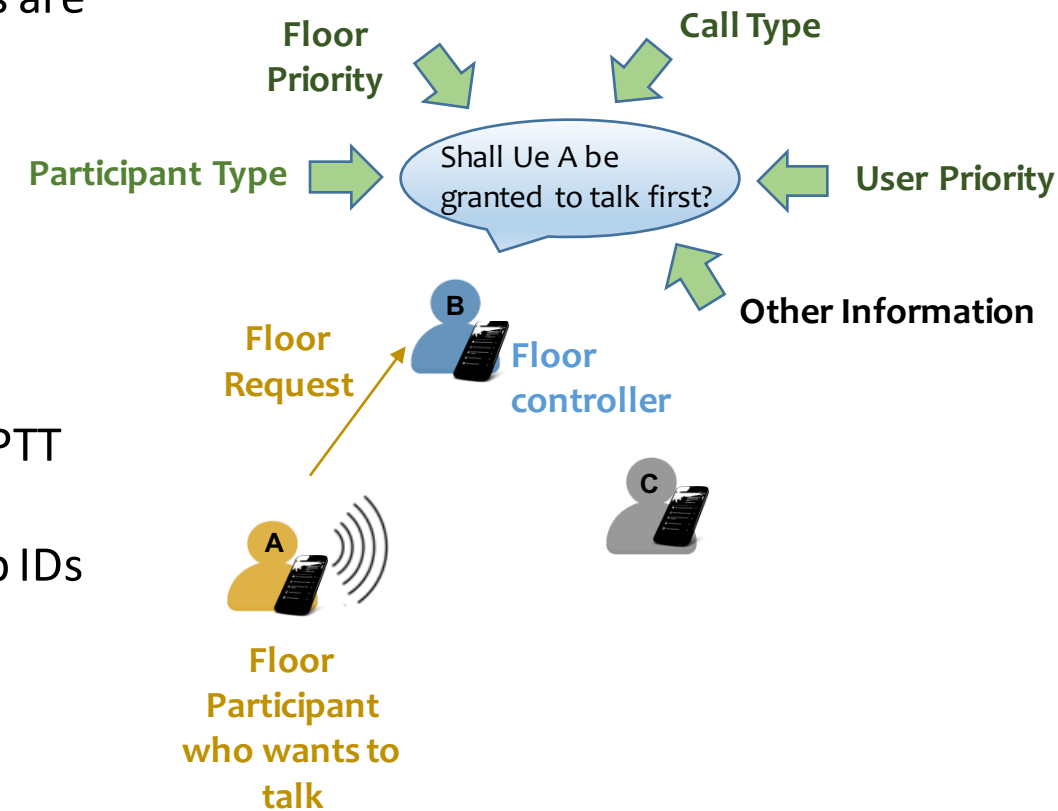 s are
Floor
Priority
Call Type
Participant Type
Shall Ue A be
granted to talk first?
User Priority
Other Information
B
Floor
Request
Floor
controller
PTT
C
A
IDs
Floor
Participant
who wants to
talk